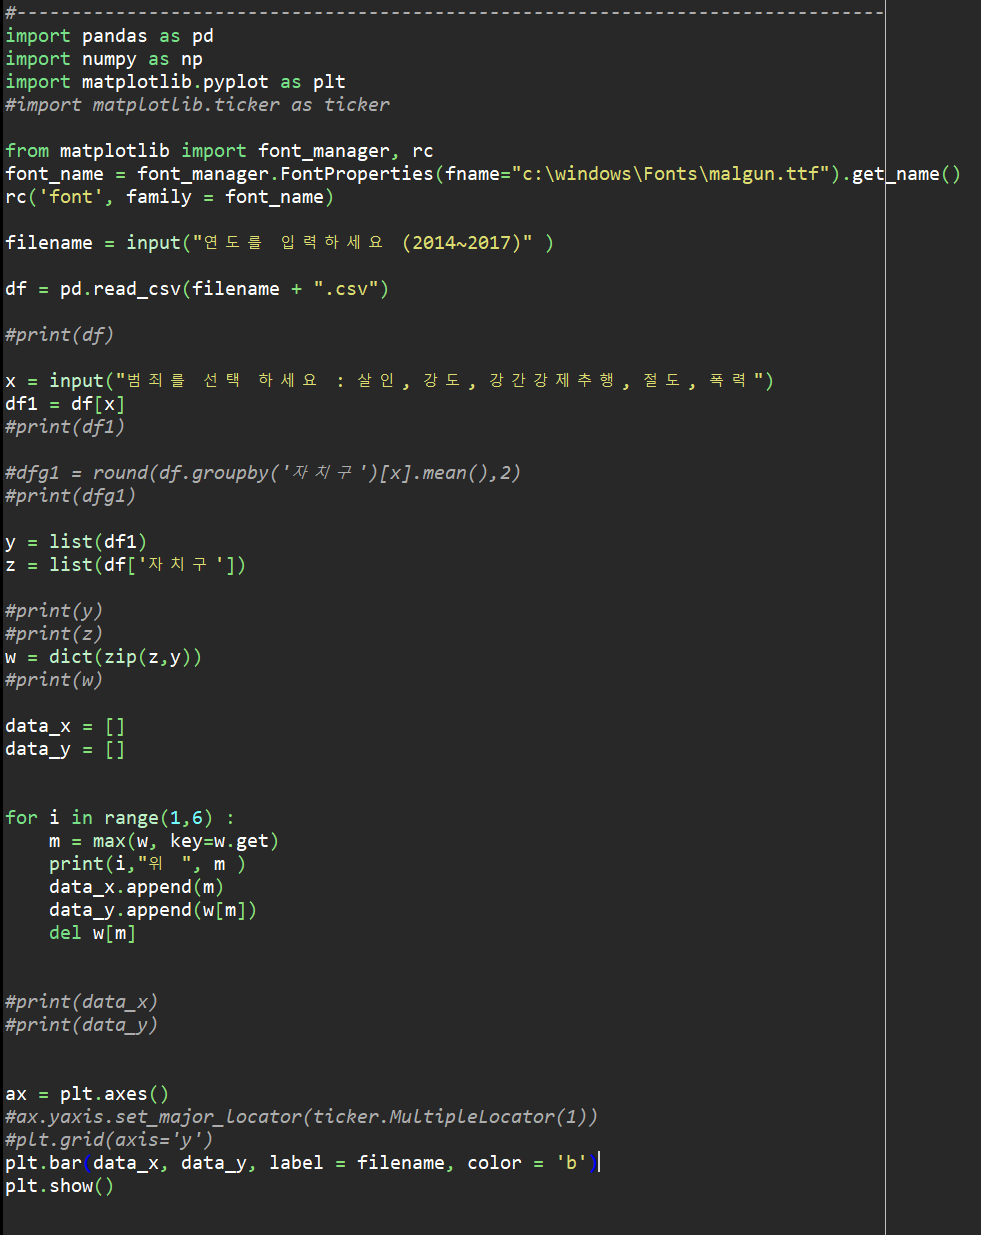 #-------------------------------------------------------------------------------
import pandas as pd
import numpy as np
import matplotlib.pyplot as plt
#import matplotlib.ticker as ticker
from matplotlib import font_manager, rc
font_name = font_manager.FontProperties(fname="c:\windows\Fonts\malgun.ttf").get_name()
rc('font', family = font_name)
filename = input("연도를 입력하세요 (2014~2017)" )
df = pd.read_csv(filename + ".csv")
#print(df)
x = input("범죄를 선택 하세요 : 살인, 강도, 강간강제추행, 절도, 폭력")
df1 = df[x]
#print(df1)
#dfg1 = round(df.groupby('자치구')[x].mean(),2)
#print(dfg1)
y = list(df1)
z = list(df['자치구'])
#print(y)
#print(z)
w = dict(zip(z,y))
#print(w)
data_x = []
data_y = []
for i in range(1,6) :
    m = max(w, key=w.get)
    print(i,"위 ", m )
    data_x.append(m)
    data_y.append(w[m])
    del w[m]
#print(data_x)
#print(data_y)
ax = plt.axes()
#ax.yaxis.set_major_locator(ticker.MultipleLocator(1))
#plt.grid(axis='y')
plt.bar(data_x, data_y, label = filename, color = 'b')
plt.show()